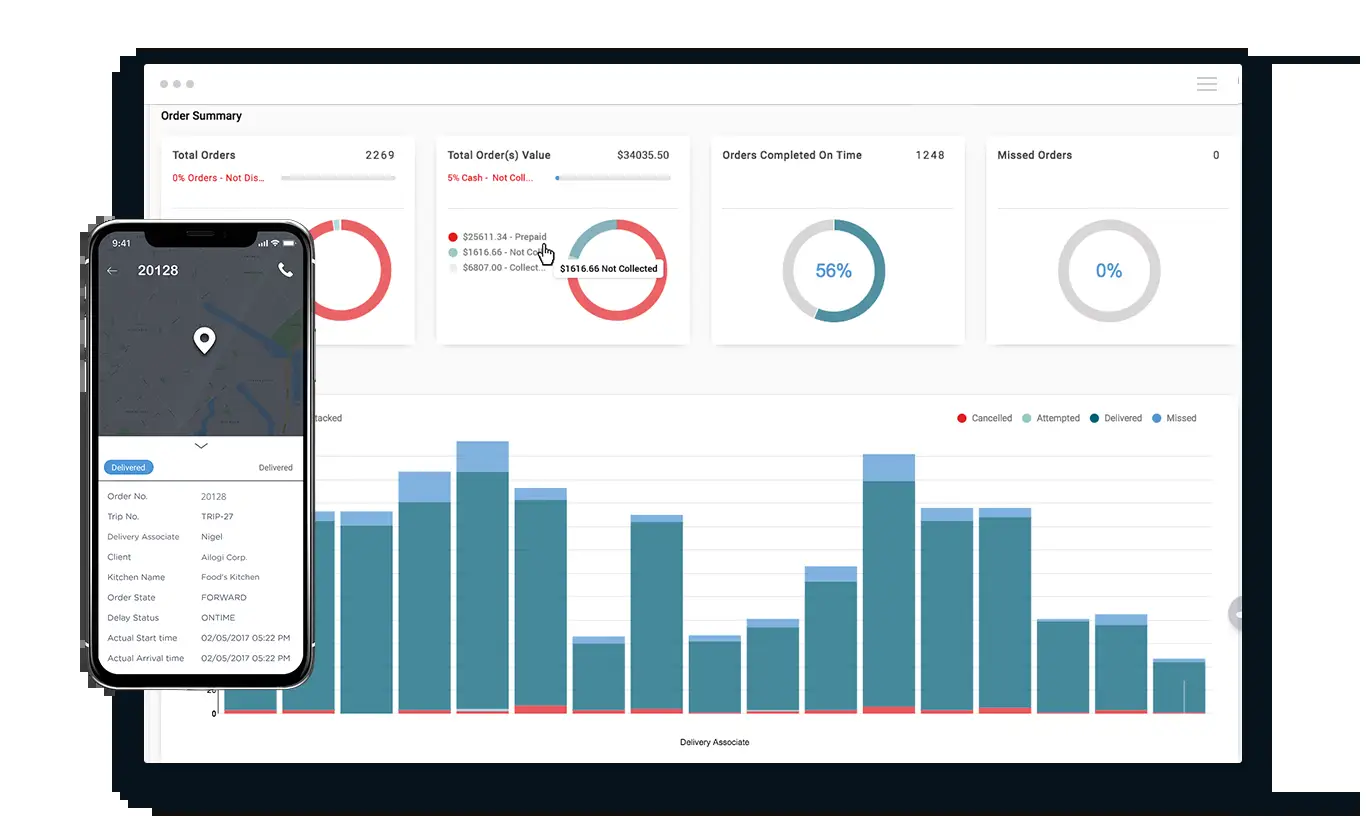 Order Summary
Total Orders 2269
0% Orders - Not Dis...
Total Order(s) Value $34035.50
5% Cash - Not Coll...
$25611.34 - Prepaid
$1616.66 - Not Co
$6807.00 - Collect...
$1616.66 Not Collected
Orders Completed On Time 1248
56%
Missed Orders 0
0%
9:41
20128
Delivered Delivered
Order No. 20128
Trip No. TRIP-27
Delivery Associate Nigel
Client Ailogi Corp.
Kitchen Name Food's Kitchen
Order State FORWARD
Delay Status ONTIME
Actual Start time 02/05/2017 05:22 PM
Actual Arrival time 02/05/2017 05:22 PM
tacked
Cancelled Attempted Delivered Missed
20
0
Delivery Associate